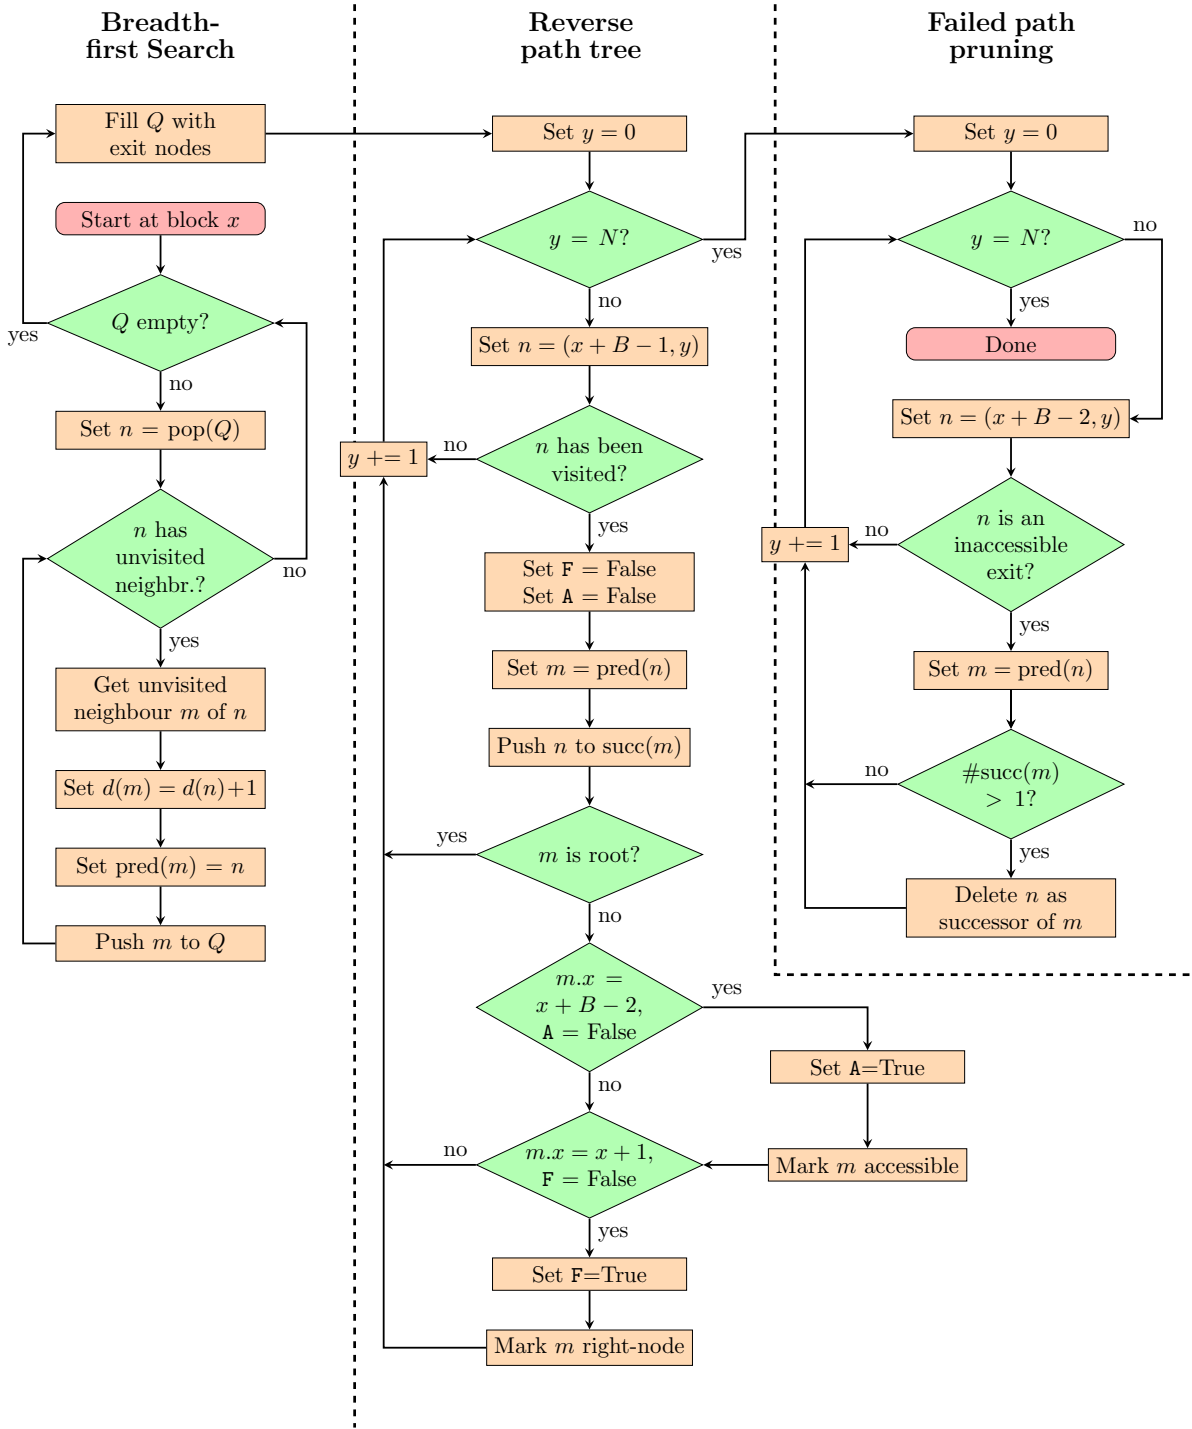 Breadth-
first Search
Fill Q with
exit nodes
Start at block x
Q empty?
yes
no
Set n = pop(Q)
n has
unvisited
neighbr.?
no
yes
Get unvisited
neighbour m of n
Set d(m) = d(n)+1
Set pred(m) = n
Push m to Q
Reverse
path tree
Set y = 0
y = N?
yes
no
Set n = (x + B − 1, y)
n has been
visited?
no
y += 1
yes
Set F = False
Set A = False
Set m = pred(n)
Push n to succ(m)
m is root?
yes
no
m.x =
x + B − 2,
A = False
yes
no
Set A=True
Mark m accessible
m.x = x + 1,
F = False
no
yes
Set F=True
Mark m right-node
Failed path
pruning
Set y = 0
y = N?
no
yes
Done
Set n = (x + B − 2, y)
n is an
inaccessible
exit?
no
y += 1
yes
Set m = pred(n)
#succ(m)
> 1?
no
yes
Delete n as
successor of m